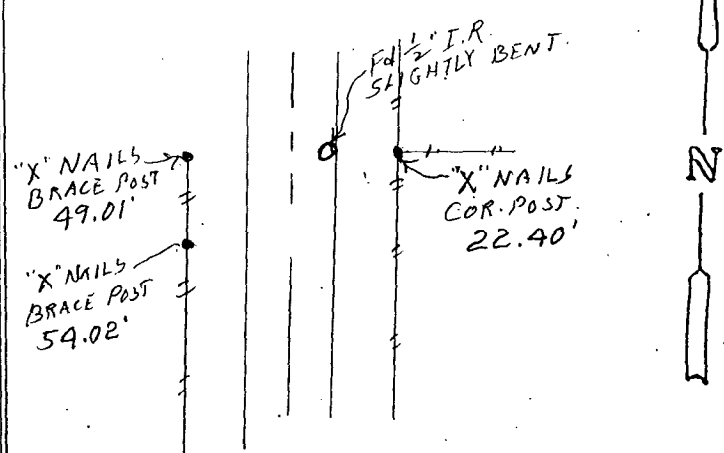 Fd 1/2" I.R.
SLIGHTLY BENT.
"X" NAILS
BRACE POST
49.01'
"X" NAILS
COR. POST.
22.40'
"X" NAILS
BRACE POST
54.02'
N